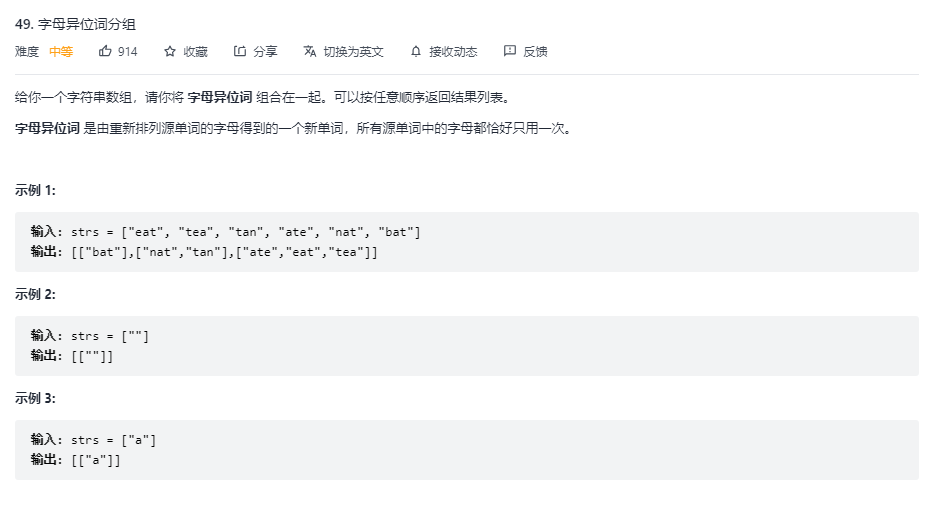 49. 字母异位词分组
难度 中等 914 收藏 分享 切换为英文 接收动态 反馈
给你一个字符串数组，请你将 字母异位词 组合在一起。可以按任意顺序返回结果列表。
字母异位词 是由重新排列源单词的字母得到的一个新单词，所有源单词中的字母都恰好只用一次。
示例 1:
输入: strs = ["eat", "tea", "tan", "ate", "nat", "bat"]
输出: [["bat"],["nat","tan"],["ate","eat","tea"]]
示例 2:
输入: strs = [""]
输出: [[""]]
示例 3:
输入: strs = ["a"]
输出: [["a"]]